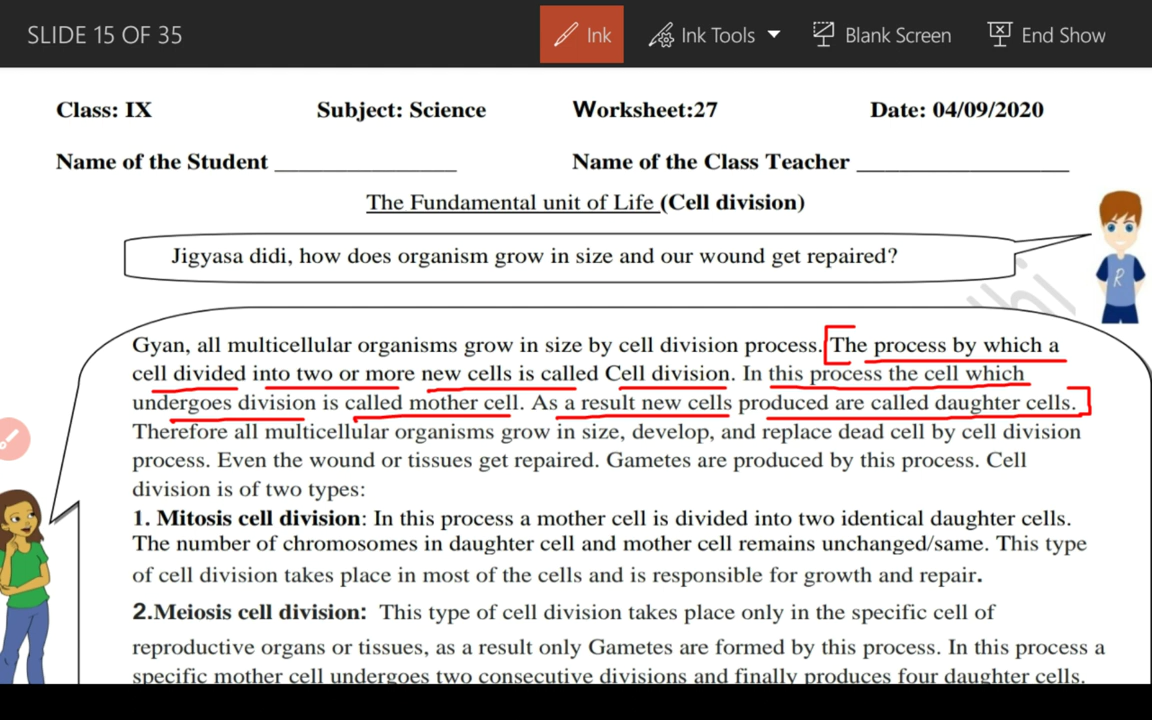 SLIDE 15 OF 35 Ink Ink Tools Blank Screen End Show
Class: IX Subject: Science Worksheet:27 Date: 04/09/2020
Name of the Student _______________ Name of the Class Teacher __________________
The Fundamental unit of Life (Cell division)
Jigyasa didi, how does organism grow in size and our wound get repaired?
R
Gyan, all multicellular organisms grow in size by cell division process. The process by which a
cell divided into two or more new cells is called Cell division. In this process the cell which
undergoes division is called mother cell. As a result new cells produced are called daughter cells.
Therefore all multicellular organisms grow in size, develop, and replace dead cell by cell division
process. Even the wound or tissues get repaired. Gametes are produced by this process. Cell
division is of two types:
1. Mitosis cell division: In this process a mother cell is divided into two identical daughter cells.
The number of chromosomes in daughter cell and mother cell remains unchanged/same. This type
of cell division takes place in most of the cells and is responsible for growth and repair.
2.Meiosis cell division: This type of cell division takes place only in the specific cell of
reproductive organs or tissues, as a result only Gametes are formed by this process. In this process a
specific mother cell undergoes two consecutive divisions and finally produces four daughter cells.